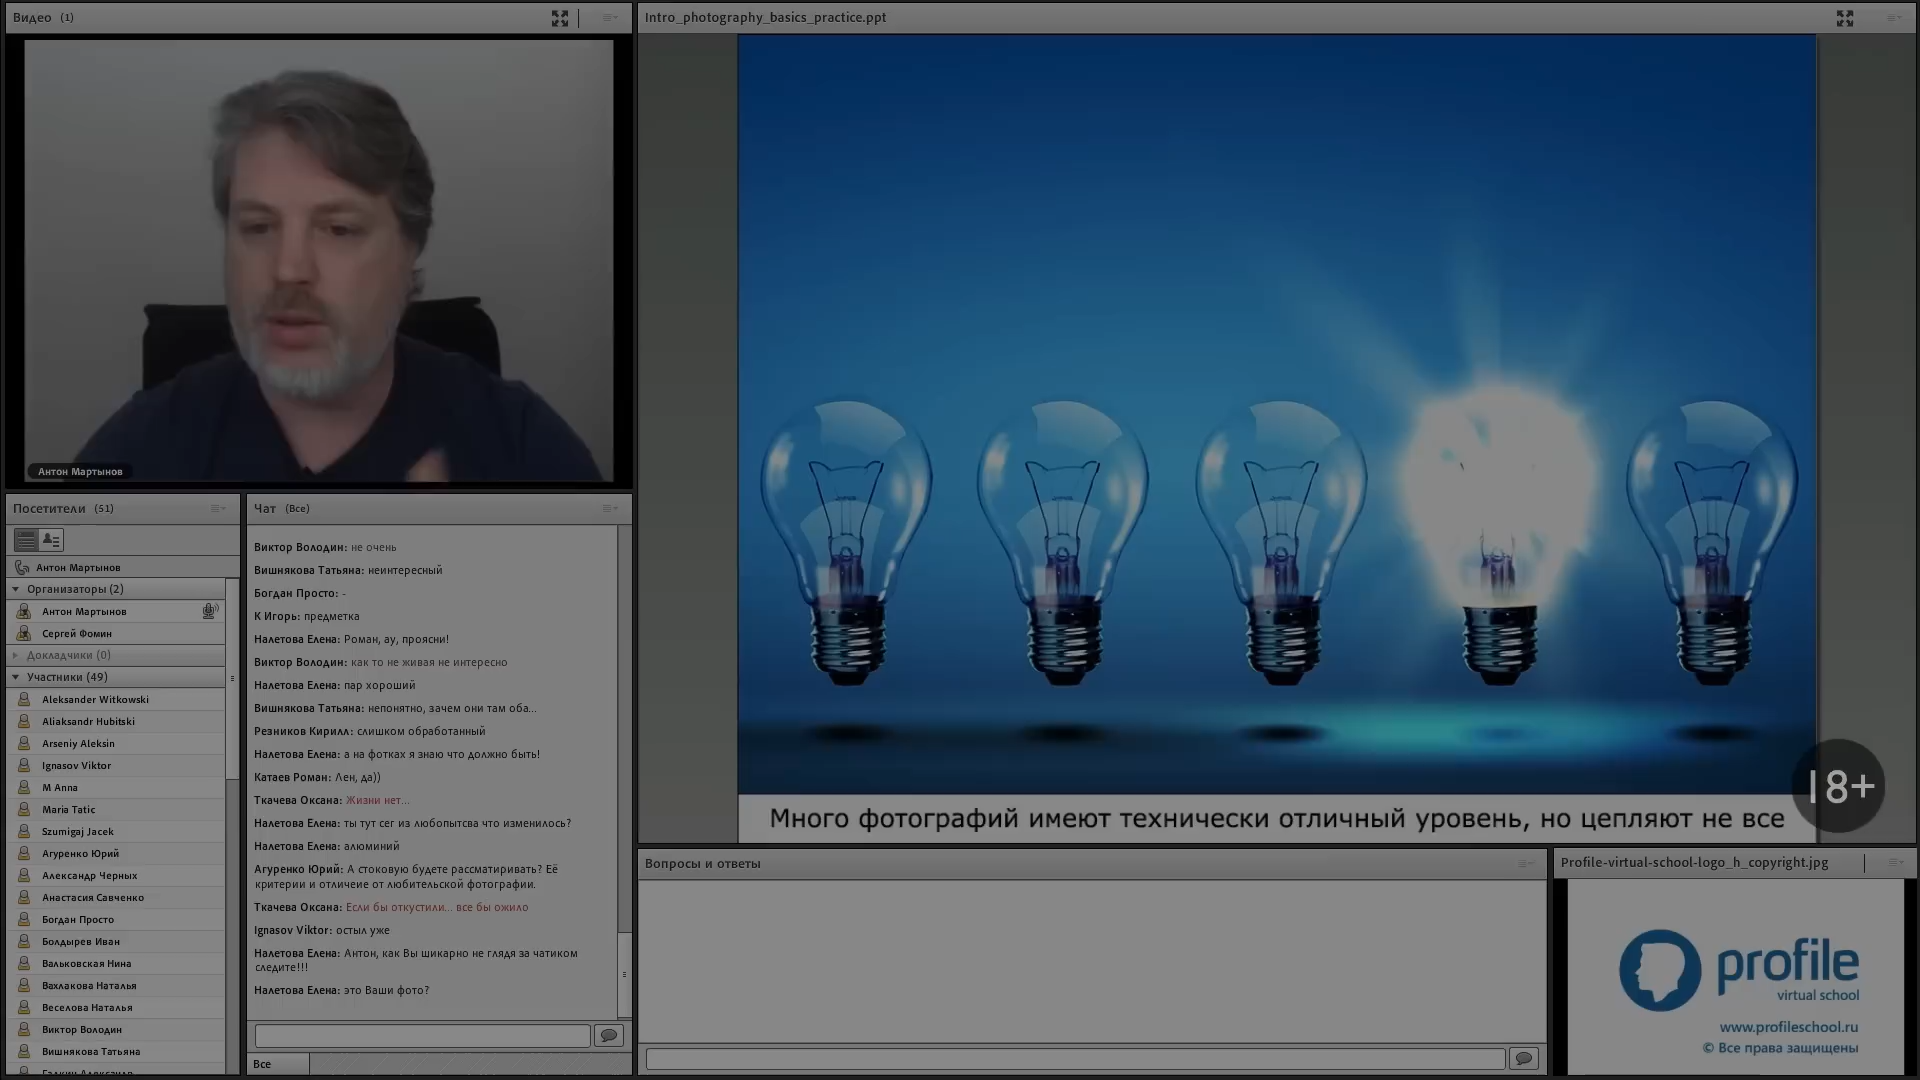 Видео (1)
Антон Мартынов
Посетители (51)
Антон Мартынов
Организаторы (2)
Антон Мартынов
Сергей Фомин
Докладчики (0)
Участники (49)
Aleksander Witkowski
Aliaksandr Hubitski
Arseniy Aleksin
Ignasov Viktor
M Anna
Maria Tatic
Szumigaj Jacek
Агуренко Юрий
Александр Черных
Анастасия Савченко
Богдан Просто
Болдырев Иван
Вальковская Нина
Вахлакова Наталья
Веселова Наталья
Виктор Володин
Вишнякова Татьяна
Чат (Все)
Виктор Володин: не очень
Вишнякова Татьяна: неинтересный
Богдан Просто: -
К Игорь: предметка
Налетова Елена: Роман, ау, проясни!
Виктор Володин: как то не живая не интересно
Налетова Елена: пар хороший
Вишнякова Татьяна: непонятно, зачем они там оба...
Резников Кирилл: слишком обработанный
Налетова Елена: а на фотках я знаю что должно быть!
Катаев Роман: Лен, да))
Ткачева Оксана: Жизни нет...
Налетова Елена: ты тут сег из любопытсва что изменилось?
Налетова Елена: алюминий
Агуренко Юрий: А стоковую будете рассматривать? Её
критерии и отличеие от любительской фотографии.
Ткачева Оксана: Если бы откустили... все бы ожило
Ignasov Viktor: остыл уже
Налетова Елена: Антон, как Вы шикарно не глядя за чатиком
следите!!!
Налетова Елена: это Ваши фото?
Все
Intro_photography_basics_practice.ppt
18+
Много фотографий имеют технически отличный уровень, но цепляют не все
Вопросы и ответы
Profile-virtual-school-logo_h_copyright.jpg
profile
virtual school
www.profileschool.ru
© Все права защищены